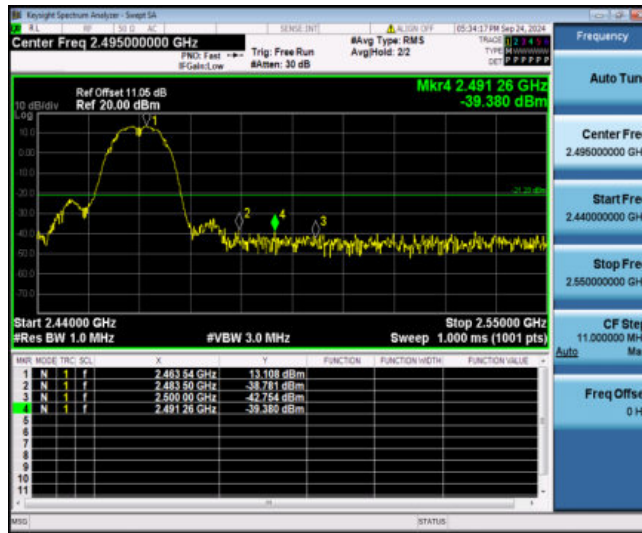 Keysight Spectrum Analyzer - Swept SA
RL RF 50 Ω AC SENSE:INT ALIGN OFF 05:34:17 PM Sep 24, 2024
Center Freq 2.495000000 GHz
PNO: Fast
IFGain:Low
Trig: Free Run
#Atten: 30 dB
#Avg Type: RMS
Avg|Hold: 2/2
TRACE 1 2 3 4 5 6
TYPE M
DET P P P P P P
Frequency
Auto Tun
Center Fre
2.495000000 GH
Start Fre
2.440000000 GH
Stop Fre
2.550000000 GH
CF Step
11.000000 MH
Auto Ma
Freq Offse
0 H
Ref Offset 11.05 dB
10 dB/div Ref 20.00 dBm
Log
Mkr4 2.491 26 GHz
-39.380 dBm
10.0
0.00
-10.0
-20.0
-30.0
-40.0
-50.0
-60.0
-70.0
1
2
4
3
-21.23 dBm
Start 2.44000 GHz Stop 2.55000 GHz
#Res BW 1.0 MHz #VBW 3.0 MHz Sweep 1.000 ms (1001 pts)
MKR MODE TRC SCL X Y FUNCTION FUNCTION WIDTH FUNCTION VALUE
1 N 1 f 2.463 54 GHz 13.108 dBm
2 N 1 f 2.483 50 GHz -38.781 dBm
3 N 1 f 2.500 00 GHz -42.754 dBm
4 N 1 f 2.491 26 GHz -39.380 dBm
5
6
7
8
9
10
11
MSG STATUS